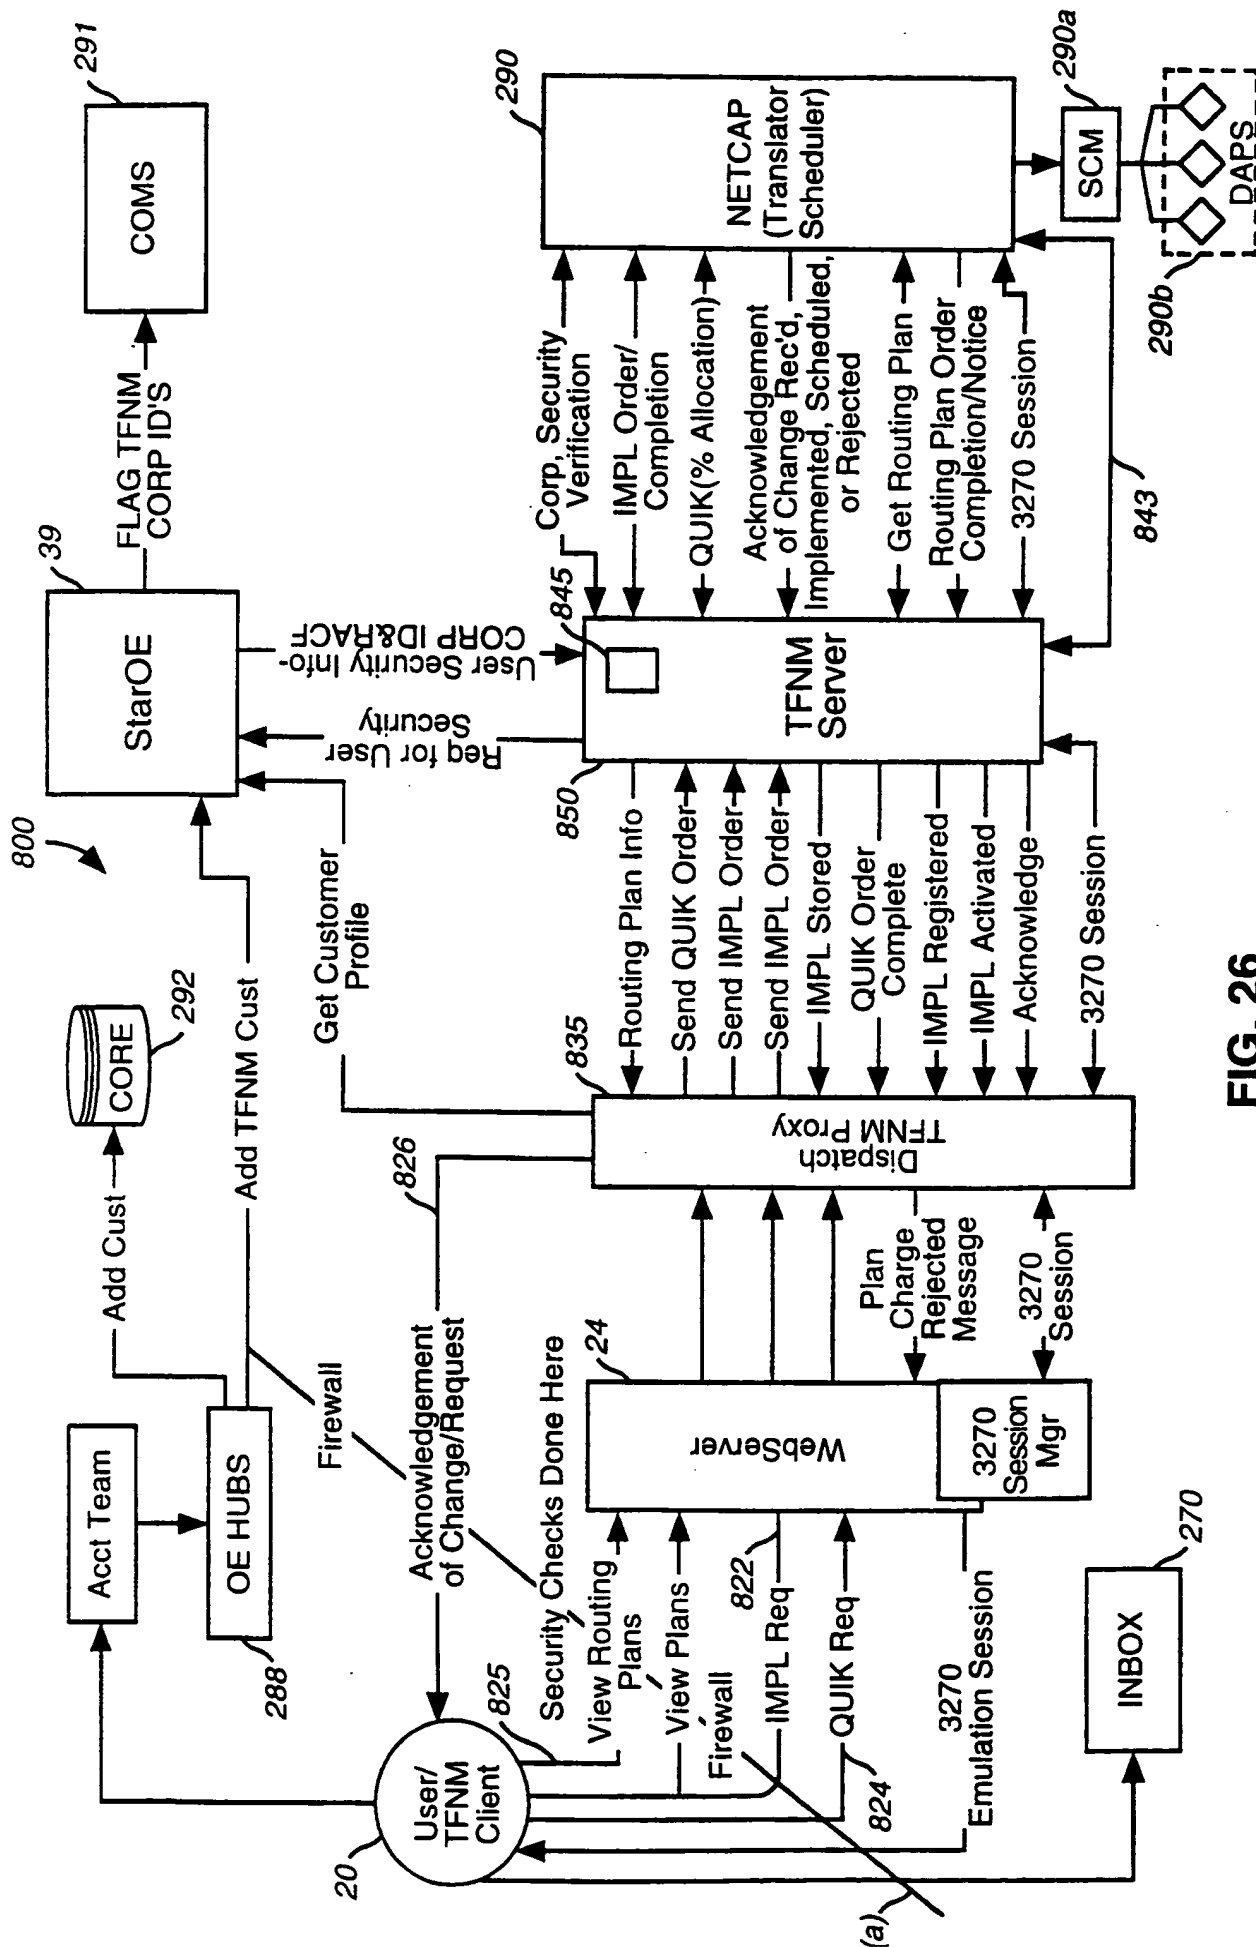 800
Acct Team
OE HUBS
288
Add Cust
CORE
292
Add TFNM Cust
Firewall
Get Customer
Profile
39
StarOE
FLAG TFNM
CORP ID'S
COMS
291
Req for User
Security
User Security Info-
CORP ID&RACF
20
User/
TFNM
Client
Acknowledgement
of Change/Request
826
Security Checks Done Here
825
View Routing
Plans
View Plans
Firewall
822
IMPL Req
QUIK Req
824
3270
Emulation Session
(a)
24
WebServer
3270
Session
Mgr
INBOX
270
Plan
Charge
Rejected
Message
3270
Session
835
Dispatch
TFNM Proxy
Routing Plan Info
Send QUIK Order
Send IMPL Order
Send IMPL Order
IMPL Stored
QUIK Order
Complete
IMPL Registered
IMPL Activated
Acknowledge
3270 Session
850
845
TFNM
Server
Corp, Security
Verification
IMPL Order/
Completion
QUIK(% Allocation)
Acknowledgement
of Change Rec'd,
Implemented, Scheduled,
or Rejected
Get Routing Plan
Routing Plan Order
Completion/Notice
3270 Session
843
290
NETCAP
(Translator
Scheduler)
SCM
290a
DAPS
290b
FIG. 26